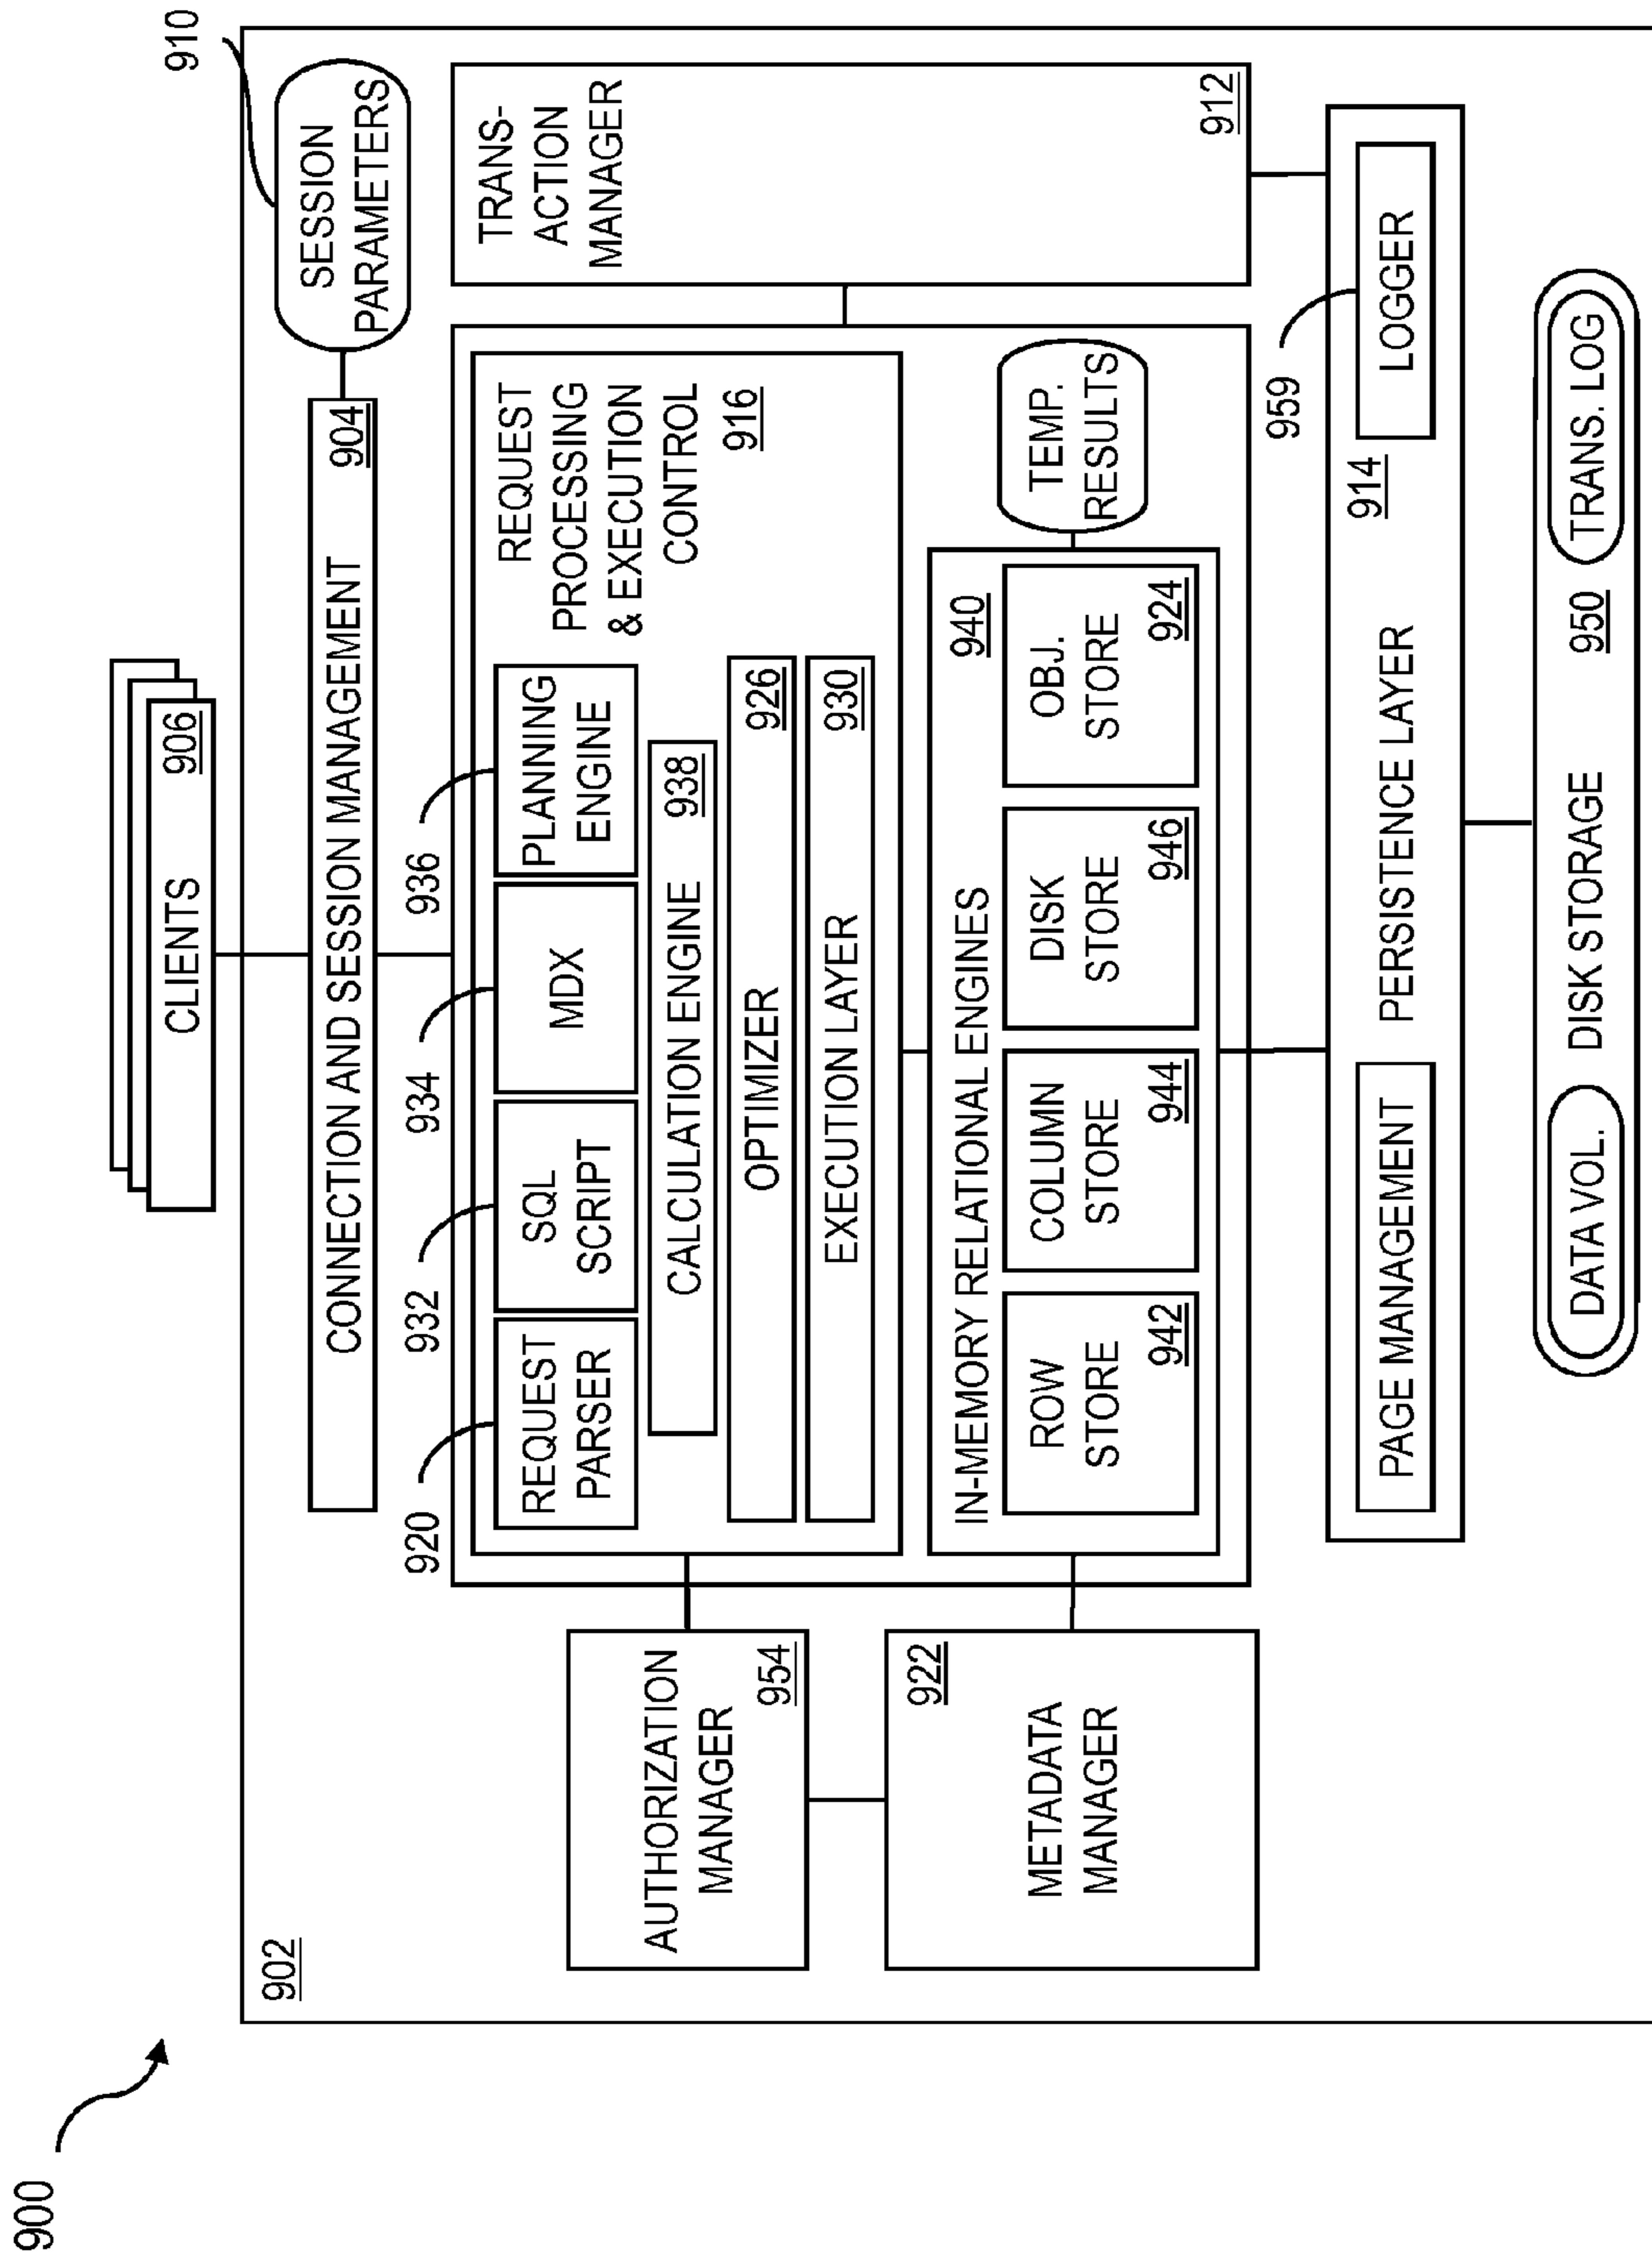 900
902
CLIENTS
906
CONNECTION AND SESSION MANAGEMENT
904
SESSION
PARAMETERS
910
920
932
934
936
REQUEST
PARSER
SQL
SCRIPT
MDX
PLANNING
ENGINE
REQUEST
PROCESSING
& EXECUTION
CONTROL
916
CALCULATION ENGINE
938
OPTIMIZER
926
EXECUTION LAYER
930
TRANS-
ACTION
MANAGER
912
AUTHORIZATION
MANAGER
954
METADATA
MANAGER
922
IN-MEMORY RELATIONAL ENGINES
940
ROW
STORE
942
COLUMN
STORE
944
DISK
STORE
946
OBJ.
STORE
924
TEMP.
RESULTS
959
PAGE MANAGEMENT
PERSISTENCE LAYER
914
LOGGER
DATA VOL.
DISK STORAGE
950
TRANS. LOG